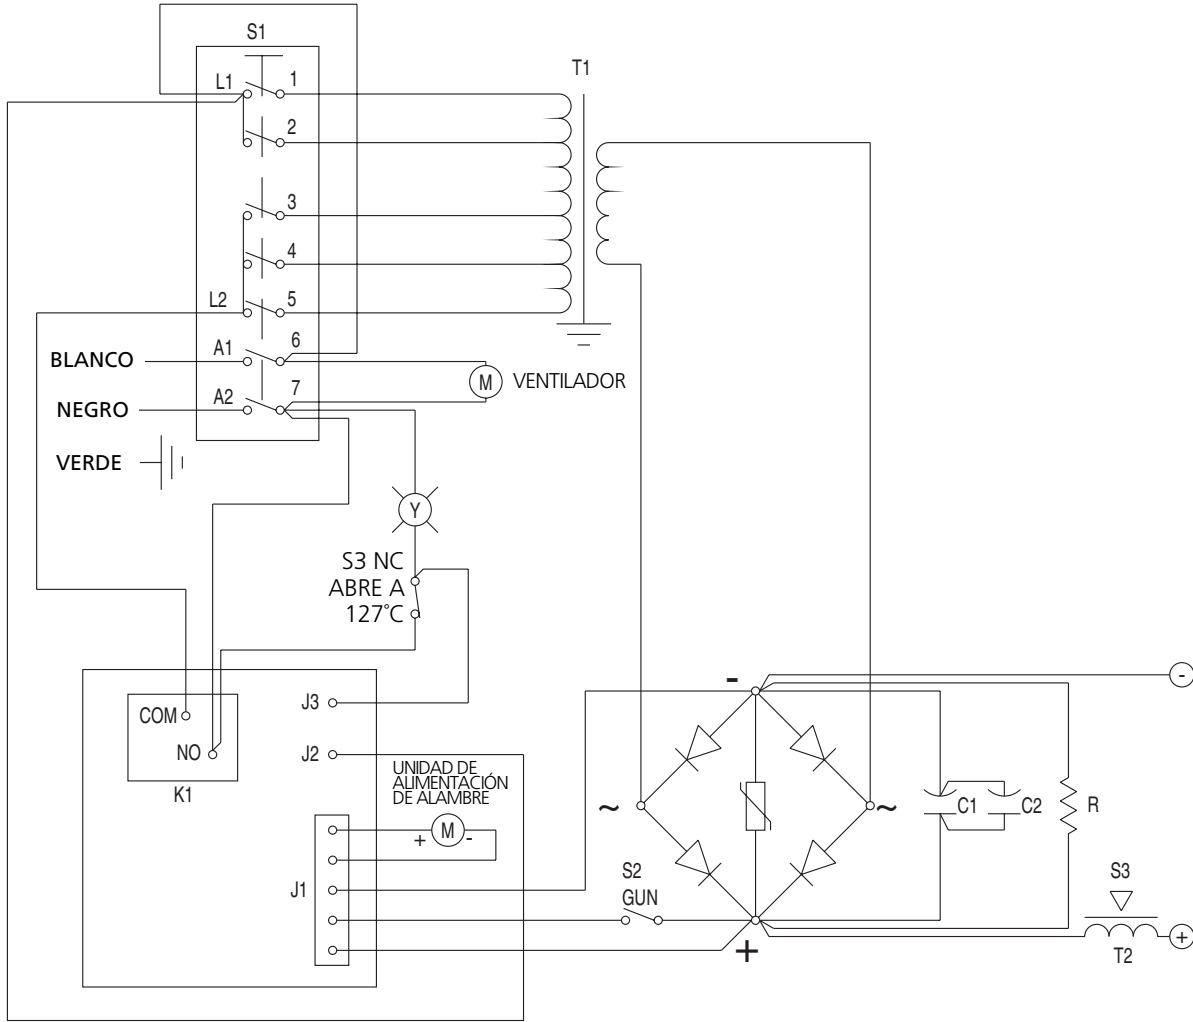 S1
T1
L1
1
2
3
4
L2
5
6
A1
BLANCO
7
M
VENTILADOR
A2
NEGRO
VERDE
Y
S3 NC
ABRE A
127°C
-
-
J3
COM
NO
J2
K1
UNIDAD DE
ALIMENTACIÓN
DE ALAMBRE
+ M -
~
~
C1
C2
R
J1
S2
GUN
S3
+
+
T2